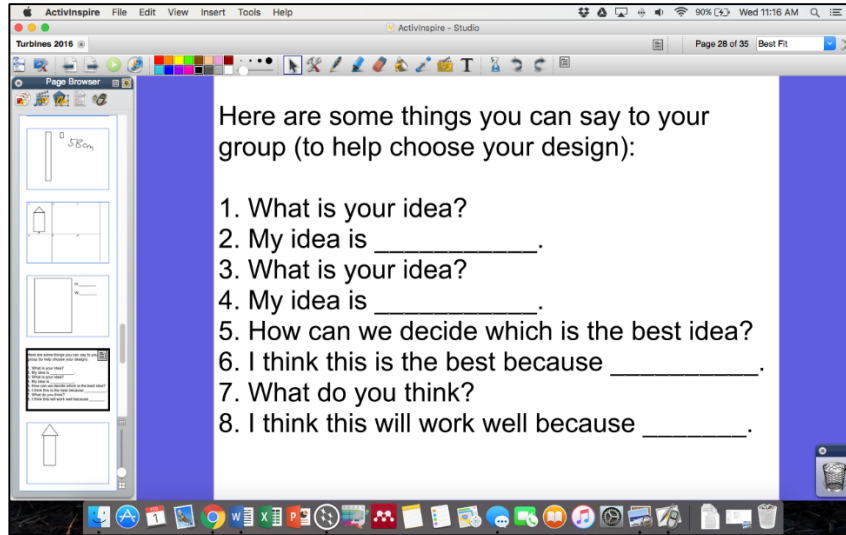 ActivInspire File Edit View Insert Tools Help
90% Wed 11:16 AM
ActivInspire - Studio
Turbines 2016
Page 28 of 35 Best Fit
Page Browser
58cm
Here are some things you can say to your
group (to help choose your design):
1. What is your idea?
2. My idea is ___________.
3. What is your idea?
4. My idea is ___________.
5. How can we decide which is the best idea?
6. I think this is the best because __________.
7. What do you think?
8. I think this will work well because _______.